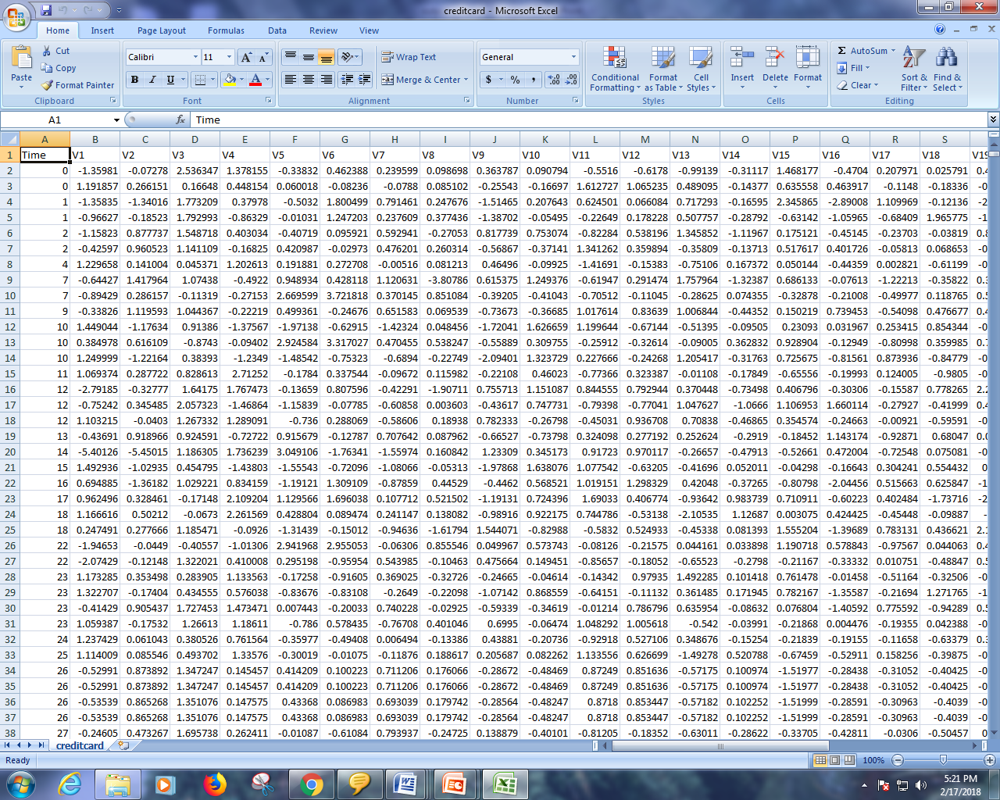 creditcard - Microsoft Excel
Home Insert Page Layout Formulas Data Review View
Paste Cut Copy Format Painter Clipboard
Calibri 11 B I U Font
Wrap Text Merge & Center Alignment
General $ % , Number
Conditional Formatting Format as Table Cell Styles Styles
Insert Delete Format Cells
AutoSum Fill Clear Sort & Filter Find & Select Editing
A1 fx Time
A B C D E F G H I J K L M N O P Q R S
1 Time V1 V2 V3 V4 V5 V6 V7 V8 V9 V10 V11 V12 V13 V14 V15 V16 V17 V18 V19
2 0 -1.35981 -0.07278 2.536347 1.378155 -0.33832 0.462388 0.239599 0.098698 0.363787 0.090794 -0.5516 -0.6178 -0.99139 -0.31117 1.468177 -0.4704 0.207971 0.025791
3 0 1.191857 0.266151 0.16648 0.448154 0.060018 -0.08236 -0.0788 0.085102 -0.25543 -0.16697 1.612727 1.065235 0.489095 -0.14377 0.635558 0.463917 -0.1148 -0.18336
4 1 -1.35835 -1.34016 1.773209 0.37978 -0.5032 1.800499 0.791461 0.247676 -1.51465 0.207643 0.624501 0.066084 0.717293 -0.16595 2.345865 -2.89008 1.109969 -0.12136
5 1 -0.96627 -0.18523 1.792993 -0.86329 -0.01031 1.247203 0.237609 0.377436 -1.38702 -0.05495 -0.22649 0.178228 0.507757 -0.28792 -0.63142 -1.05965 -0.68409 1.965775
6 2 -1.15823 0.877737 1.548718 0.403034 -0.40719 0.095921 0.592941 -0.27053 0.817739 0.753074 -0.82284 0.538196 1.345852 -1.11967 0.175121 -0.45145 -0.23703 -0.03819
7 2 -0.42597 0.960523 1.141109 -0.16825 0.420987 -0.02973 0.476201 0.260314 -0.56867 -0.37141 1.341262 0.359894 -0.35809 -0.13713 0.517617 0.401726 -0.05813 0.068653
8 4 1.229658 0.141004 0.045371 1.202613 0.191881 0.272708 -0.00516 0.081213 0.46496 -0.09925 -1.41691 -0.15383 -0.75106 0.167372 0.050144 -0.44359 0.002821 -0.61199
9 7 -0.64427 1.417964 1.07438 -0.4922 0.948934 0.428118 1.120631 -3.80786 0.615375 1.249376 -0.61947 0.291474 1.757964 -1.32387 0.686133 -0.07613 -1.22213 -0.35822
10 7 -0.89429 0.286157 -0.11319 -0.27153 2.669599 3.721818 0.370145 0.851084 -0.39205 -0.41043 -0.70512 -0.11045 -0.28625 0.074355 -0.32878 -0.21008 -0.49977 0.118765
11 9 -0.33826 1.119593 1.044367 -0.22219 0.499361 -0.24676 0.651583 0.069539 -0.73673 -0.36685 1.017614 0.83639 1.006844 -0.44352 0.150219 0.739453 -0.54098 0.476677
12 10 1.449044 -1.17634 0.91386 -1.37567 -1.97138 -0.62915 -1.42324 0.048456 -1.72041 1.626659 1.199644 -0.67144 -0.51395 -0.09505 0.23093 0.031967 0.253415 0.854344
13 10 0.384978 0.616109 -0.8743 -0.09402 2.924584 3.317027 0.470455 0.538247 -0.55889 0.309755 -0.25912 -0.32614 -0.09005 0.362832 0.928904 -0.12949 -0.80998 0.359985
14 10 1.249999 -1.22164 0.38393 -1.2349 -1.48542 -0.75323 -0.6894 -0.22749 -2.09401 1.323729 0.227666 -0.24268 1.205417 -0.31763 0.725675 -0.81561 0.873936 -0.84779
15 11 1.069374 0.287722 0.828613 2.71252 -0.1784 0.337544 -0.09672 0.115982 -0.22108 0.46023 -0.77366 0.323387 -0.01108 -0.17849 -0.65556 -0.19993 0.124005 -0.9805
16 12 -2.79185 -0.32777 1.64175 1.767473 -0.13659 0.807596 -0.42291 -1.90711 0.755713 1.151087 0.844555 0.792944 0.370448 -0.73498 0.406796 -0.30306 -0.15587 0.778265
17 12 -0.75242 0.345485 2.057323 -1.46864 -1.15839 -0.07785 -0.60858 0.003603 -0.43617 0.747731 -0.79398 -0.77041 1.047627 -1.0666 1.106953 1.660114 -0.27927 -0.41999
18 12 1.103215 -0.0403 1.267332 1.289091 -0.736 0.288069 -0.58606 0.18938 0.782333 -0.26798 -0.45031 0.936708 0.70838 -0.46865 0.354574 -0.24663 -0.00921 -0.59591
19 13 -0.43691 0.918966 0.924591 -0.72722 0.915679 -0.12787 0.707642 0.087962 -0.66527 -0.73798 0.324098 0.277192 0.252624 -0.2919 -0.18452 1.143174 -0.92871 0.68047
20 14 -5.40126 -5.45015 1.186305 1.736239 3.049106 -1.76341 -1.55974 0.160842 1.23309 0.345173 0.91723 0.970117 -0.26657 -0.47913 -0.52661 0.472004 -0.72548 0.075081
21 15 1.492936 -1.02935 0.454795 -1.43803 -1.55543 -0.72096 -1.08066 -0.05313 -1.97868 1.638076 1.077542 -0.63205 -0.41696 0.052011 -0.04298 -0.16643 0.304241 0.554432
22 16 0.694885 -1.36182 1.029221 0.834159 -1.19121 1.309109 -0.87859 0.44529 -0.4462 0.568521 1.019151 1.298329 0.42048 -0.37265 -0.80798 -2.04456 0.515663 0.625847
23 17 0.962496 0.328461 -0.17148 2.109204 1.129566 1.696038 0.107712 0.521502 -1.19131 0.724396 1.69033 0.406774 -0.93642 0.983739 0.710911 -0.60223 0.402484 -1.73716
24 18 1.166616 0.50212 -0.0673 2.261569 0.428804 0.089474 0.241147 0.138082 -0.98916 0.922175 0.744786 -0.53138 -2.10535 1.12687 0.003075 0.424425 -0.45448 -0.09887
25 18 0.247491 0.277666 1.185471 -0.0926 -1.31439 -0.15012 -0.94636 -1.61794 1.544071 -0.82988 -0.5832 0.524933 -0.45338 0.081393 1.555204 -1.39689 0.783131 0.436621
26 22 -1.94653 -0.0449 -0.40557 -1.01306 2.941968 2.955053 -0.06306 0.855546 0.049967 0.573743 -0.08126 -0.21575 0.044161 0.033898 1.190718 0.578843 -0.97567 0.044063
27 22 -2.07429 -0.12148 1.322021 0.410008 0.295198 -0.95954 0.543985 -0.10463 0.475664 0.149451 -0.85657 -0.18052 -0.65523 -0.2798 -0.21167 -0.33332 0.010751 -0.48847
28 23 1.173285 0.353498 0.283905 1.133563 -0.17258 -0.91605 0.369025 -0.32726 -0.24665 -0.04614 -0.14342 0.97935 1.492285 0.101418 0.761478 -0.01458 -0.51164 -0.32506
29 23 1.322707 -0.17404 0.434555 0.576038 -0.83676 -0.83108 -0.2649 -0.22098 -1.07142 0.868559 -0.64151 -0.11132 0.361485 0.171945 0.782167 -1.35587 -0.21694 1.271765
30 23 -0.41429 0.905437 1.727453 1.473471 0.007443 -0.20033 0.740228 -0.02925 -0.59339 -0.34619 -0.01214 0.786796 0.635954 -0.08632 0.076804 -1.40592 0.775592 -0.94289
31 23 1.059387 -0.17532 1.26613 1.18611 -0.786 0.578435 -0.76708 0.401046 0.6995 -0.06474 1.048292 1.005618 -0.542 -0.03991 -0.21868 0.004476 -0.19355 0.042388
32 24 1.237429 0.061043 0.380526 0.761564 -0.35977 -0.49408 0.006494 -0.13386 0.43881 -0.20736 -0.92918 0.527106 0.348676 -0.15254 -0.21839 -0.19155 -0.11658 -0.63379
33 25 1.114009 0.085546 0.493702 1.33576 -0.30019 -0.01075 -0.11876 0.188617 0.205687 0.082262 1.133556 0.626699 -1.49278 0.520788 -0.67459 -0.52911 0.158256 -0.39875
34 26 -0.52991 0.873892 1.347247 0.145457 0.414209 0.100223 0.711206 0.176066 -0.28672 -0.48469 0.87249 0.851636 -0.57175 0.100974 -1.51977 -0.28438 -0.31052 -0.40425
35 26 -0.52991 0.873892 1.347247 0.145457 0.414209 0.100223 0.711206 0.176066 -0.28672 -0.48469 0.87249 0.851636 -0.57175 0.100974 -1.51977 -0.28438 -0.31052 -0.40425
36 26 -0.53539 0.865268 1.351076 0.147575 0.43368 0.086983 0.693039 0.179742 -0.28564 -0.48247 0.8718 0.853447 -0.57182 0.102252 -1.51999 -0.28591 -0.30963 -0.4039
37 26 -0.53539 0.865268 1.351076 0.147575 0.43368 0.086983 0.693039 0.179742 -0.28564 -0.48247 0.8718 0.853447 -0.57182 0.102252 -1.51999 -0.28591 -0.30963 -0.4039
38 27 -0.24605 0.473267 1.695738 0.262411 -0.01087 -0.61084 0.793937 -0.24725 0.138879 -0.40101 -0.81205 -0.18352 -0.63011 -0.28622 -0.33705 -0.42811 -0.0306 -0.50457
creditcard
Ready 100%
5:21 PM
2/17/2018